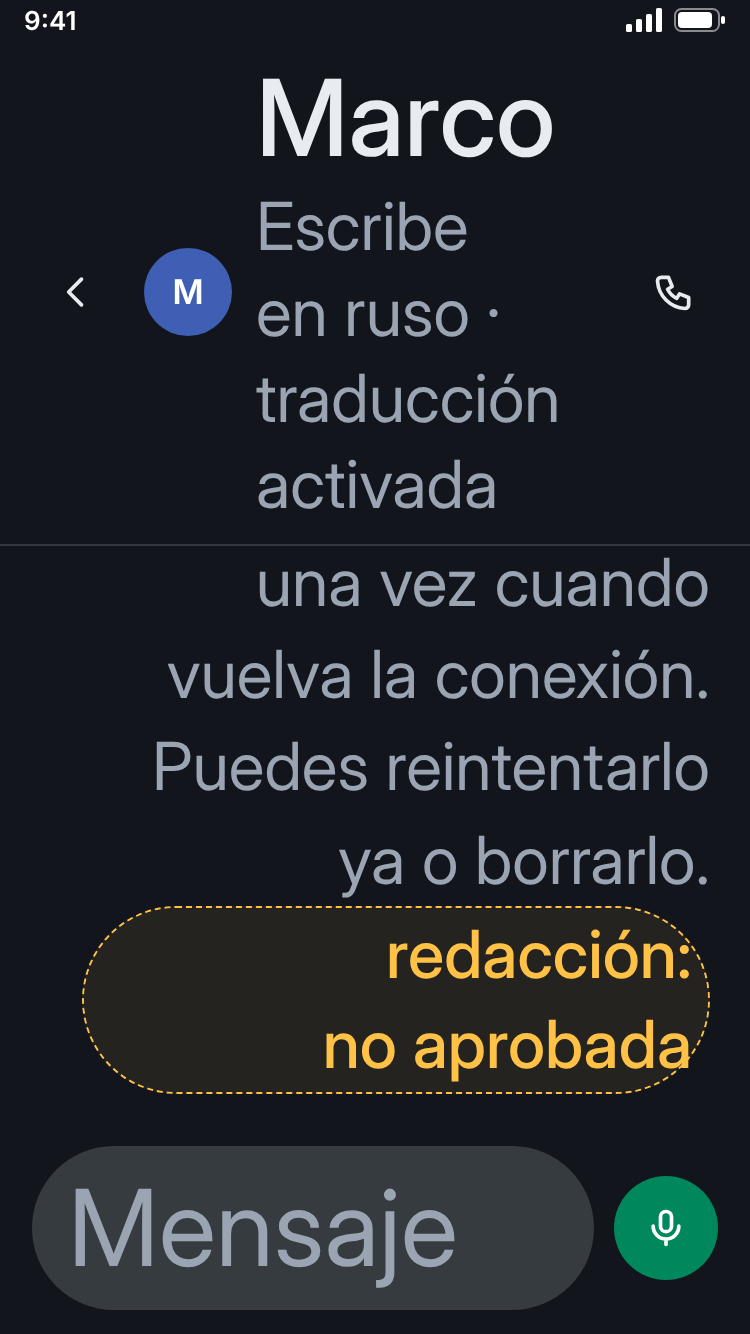 9:41
Marco
Escribe
en ruso ·
traducción
activada
M
una vez cuando
vuelva la conexión.
Puedes reintentarlo
ya o borrarlo.
redacción:
no aprobada
Mensaje